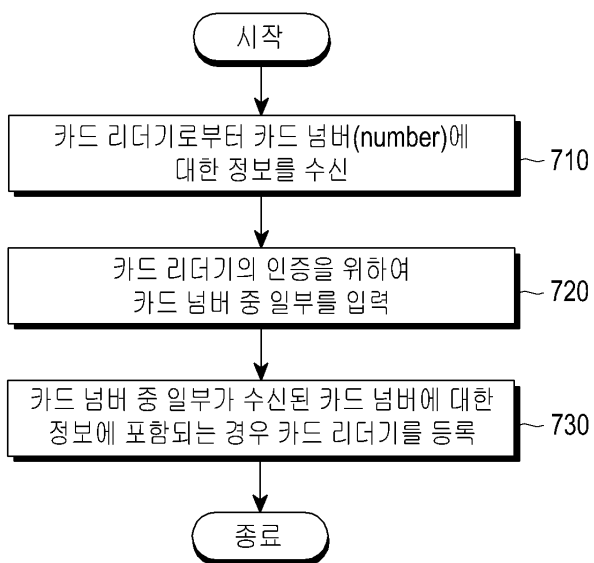 시작
카드 리더기로부터 카드 넘버(number)에
대한 정보를 수신
710
카드 리더기의 인증을 위하여
카드 넘버 중 일부를 입력
720
카드 넘버 중 일부가 수신된 카드 넘버에 대한
정보에 포함되는 경우 카드 리더기를 등록
730
종료